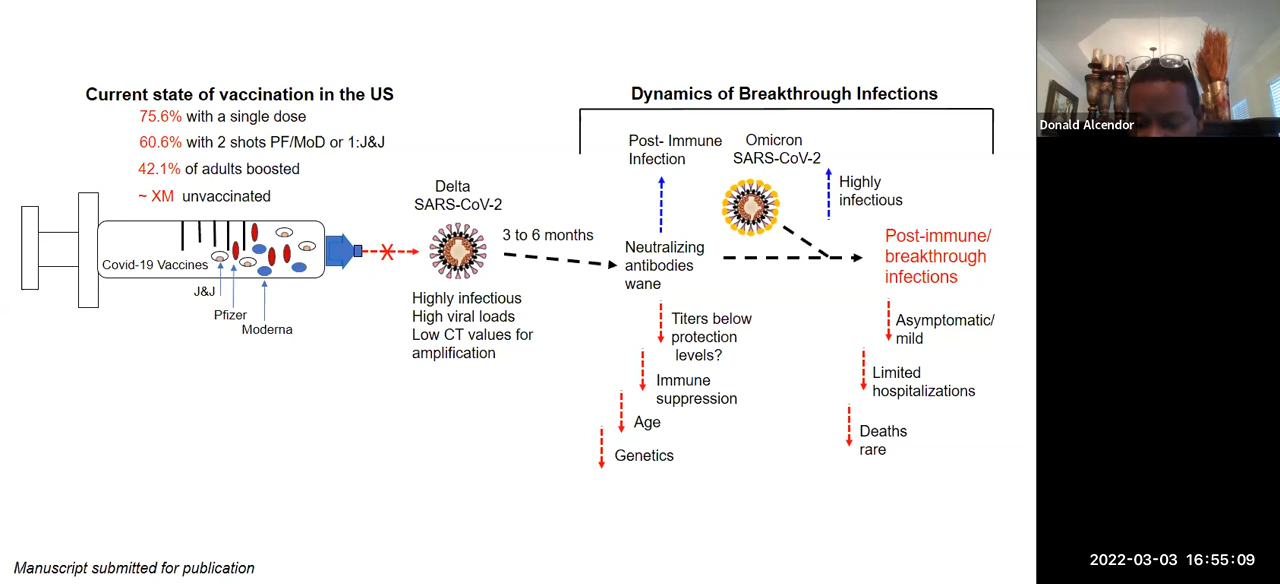 Current state of vaccination in the US
75.6% with a single dose
60.6% with 2 shots PF/MoD or 1:J&J
42.1% of adults boosted
~ XM unvaccinated
Covid-19 Vaccines
J&J
Pfizer
Moderna
Delta
SARS-CoV-2
Highly infectious
High viral loads
Low CT values for
amplification
3 to 6 months
Dynamics of Breakthrough Infections
Post- Immune
Infection
Omicron
SARS-CoV-2
Highly
infectious
Neutralizing
antibodies
wane
Titers below
protection
levels?
Immune
suppression
Age
Genetics
Post-immune/
breakthrough
infections
Asymptomatic/
mild
Limited
hospitalizations
Deaths
rare
Manuscript submitted for publication
Donald Alcendor
2022-03-03 16:55:09